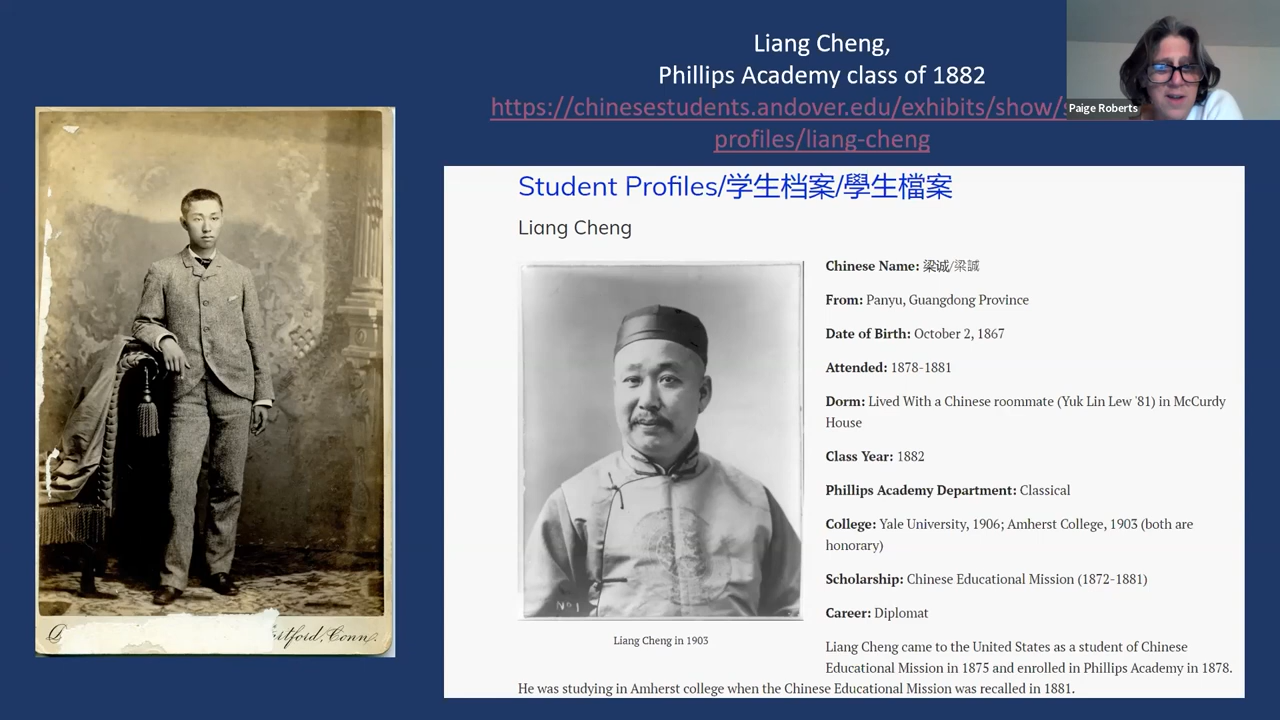 Liang Cheng,
Phillips Academy class of 1882
https://chinesestudents.andover.edu/exhibits/show/
profiles/liang-cheng
Paige Roberts
Student Profiles/学生档案/學生檔案
Liang Cheng
Chinese Name: 梁诚/梁誠
From: Panyu, Guangdong Province
Date of Birth: October 2, 1867
Attended: 1878-1881
Dorm: Lived With a Chinese roommate (Yuk Lin Lew '81) in McCurdy
House
Class Year: 1882
Phillips Academy Department: Classical
College: Yale University, 1906; Amherst College, 1903 (both are
honorary)
Scholarship: Chinese Educational Mission (1872-1881)
Career: Diplomat
Liang Cheng came to the United States as a student of Chinese
Educational Mission in 1875 and enrolled in Phillips Academy in 1878.
He was studying in Amherst college when the Chinese Educational Mission was recalled in 1881.
No 1
Liang Cheng in 1903
Conn.